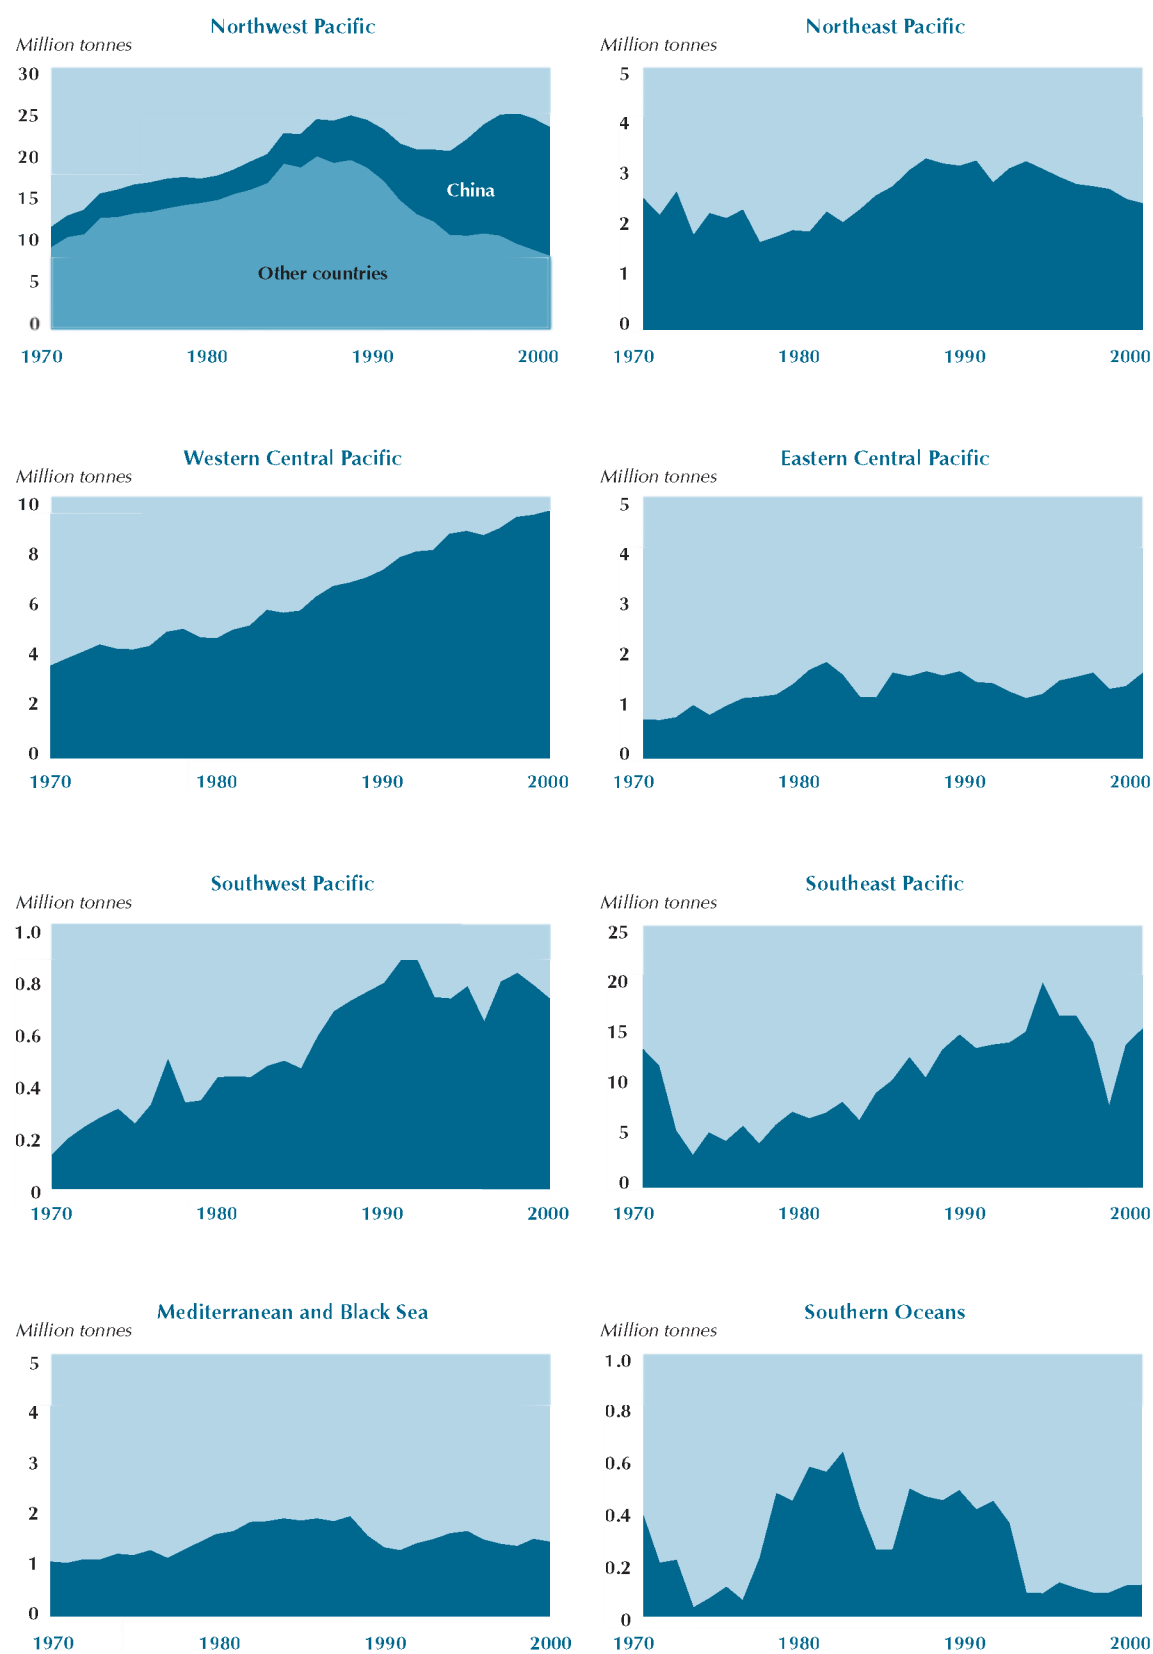 Northwest Pacific
Million tonnes
30
25
20
15
10
5
0
China
Other countries
1970 1980 1990 2000
Northeast Pacific
Million tonnes
5
4
3
2
1
0
1970 1980 1990 2000
Western Central Pacific
Million tonnes
10
8
6
4
2
0
1970 1980 1990 2000
Eastern Central Pacific
Million tonnes
5
4
3
2
1
0
1970 1980 1990 2000
Southwest Pacific
Million tonnes
1.0
0.8
0.6
0.4
0.2
0
1970 1980 1990 2000
Southeast Pacific
Million tonnes
25
20
15
10
5
0
1970 1980 1990 2000
Mediterranean and Black Sea
Million tonnes
5
4
3
2
1
0
1970 1980 1990 2000
Southern Oceans
Million tonnes
1.0
0.8
0.6
0.4
0.2
0
1970 1980 1990 2000